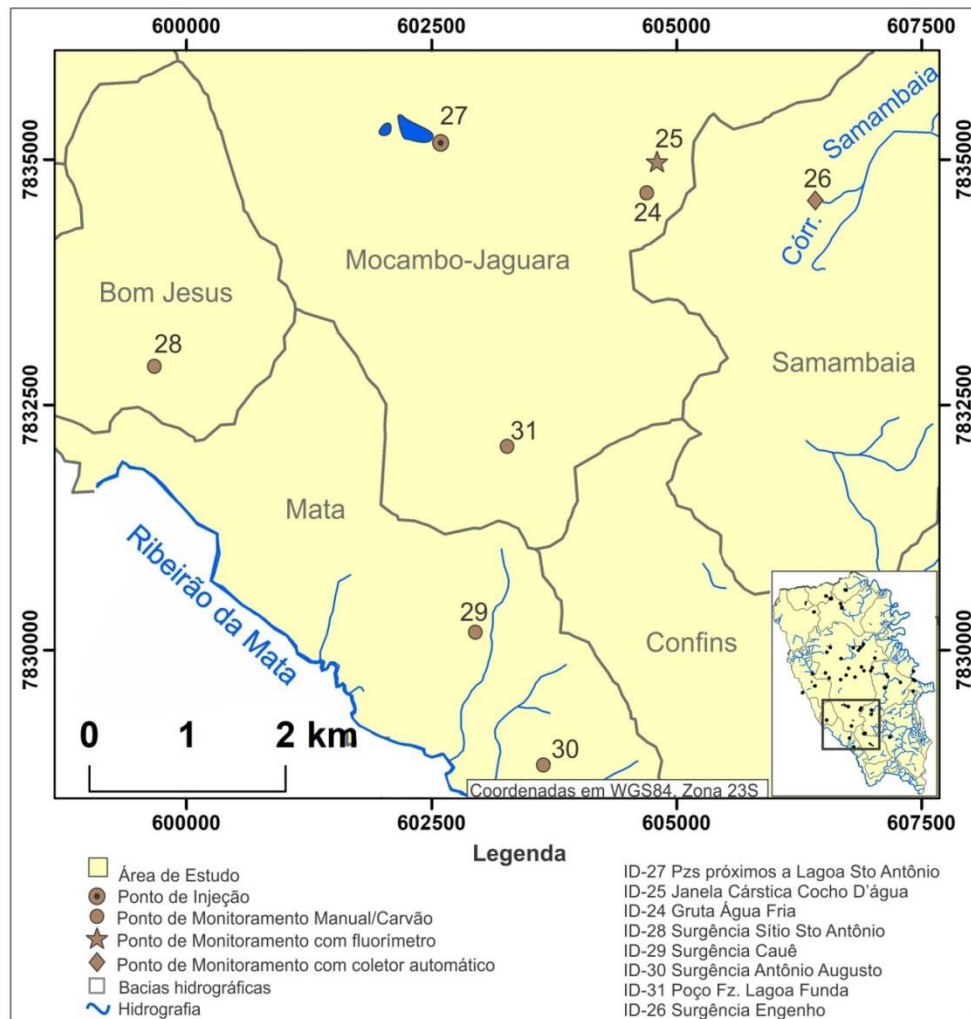 600000 602500 605000 607500
7835000 7835000
27
25
24
26
Samambaia
Córr.
Mocambo-Jaguara
Bom Jesus
28
Samambaia
7832500 7832500
31
Mata
Ribeirão da Mata
29
Confins
7830000 7830000
0 1 2 km
30
Coordenadas em WGS84, Zona 23S
600000 602500 605000 607500
Legenda
Área de Estudo
Ponto de Injeção
Ponto de Monitoramento Manual/Carvão
Ponto de Monitoramento com fluorímetro
Ponto de Monitoramento com coletor automático
Bacias hidrográficas
Hidrografia
ID-27 Pzs próximos a Lagoa Sto Antônio
ID-25 Janela Cárstica Cocho D'água
ID-24 Gruta Água Fria
ID-28 Surgência Sítio Sto Antônio
ID-29 Surgência Cauê
ID-30 Surgência Antônio Augusto
ID-31 Poço Fz. Lagoa Funda
ID-26 Surgência Engenho